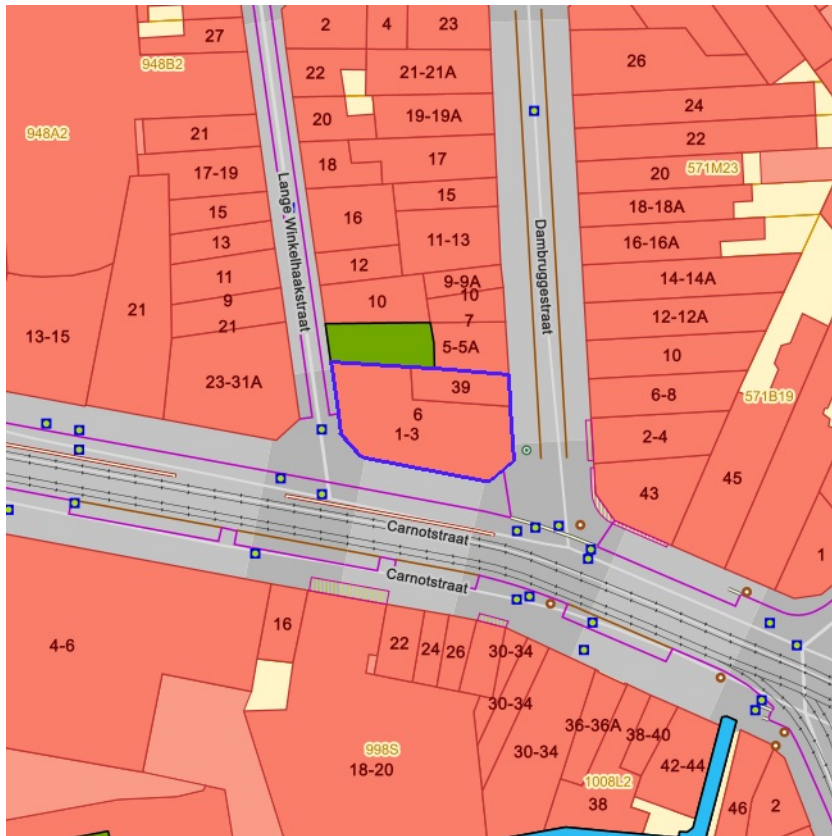 2
4
23
27
26
948B2
22
21-21A
24
20
19-19A
22
948A2
21
18
17
20
571M23
17-19
15
18-18A
15
16
13
11-13
16-16A
12
Lange Winkelhaakstraat
Dambruggestraat
11
9-9A
14-14A
9
10
10
21
7
12-12A
13-15
21
5-5A
10
23-31A
39
6-8
571B19
6
1-3
2-4
45
43
Carnotstraat
1
Carnotstraat
16
4-6
22
24
26
30-34
30-34
36-36A
38-40
998S
30-34
18-20
42-44
1008L2
38
46
2